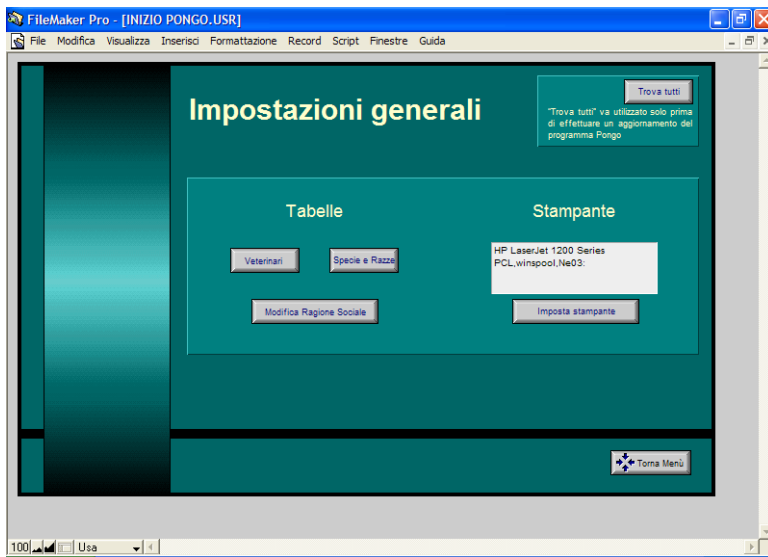 FileMaker Pro - [INIZIO PONGO.USR]
File Modifica Visualizza Inserisci Formattazione Record Script Finestre Guida
Impostazioni generali
Trova tutti
"Trova tutti" va utilizzato solo prima
di effettuare un aggiornamento del
programma Pongo
Tabelle
Stampante
Veterinari
Specie e Razze
HP LaserJet 1200 Series
PCL,winspool,Ne03:
Modifica Ragione Sociale
Imposta stampante
Torna Menù
100 Usa